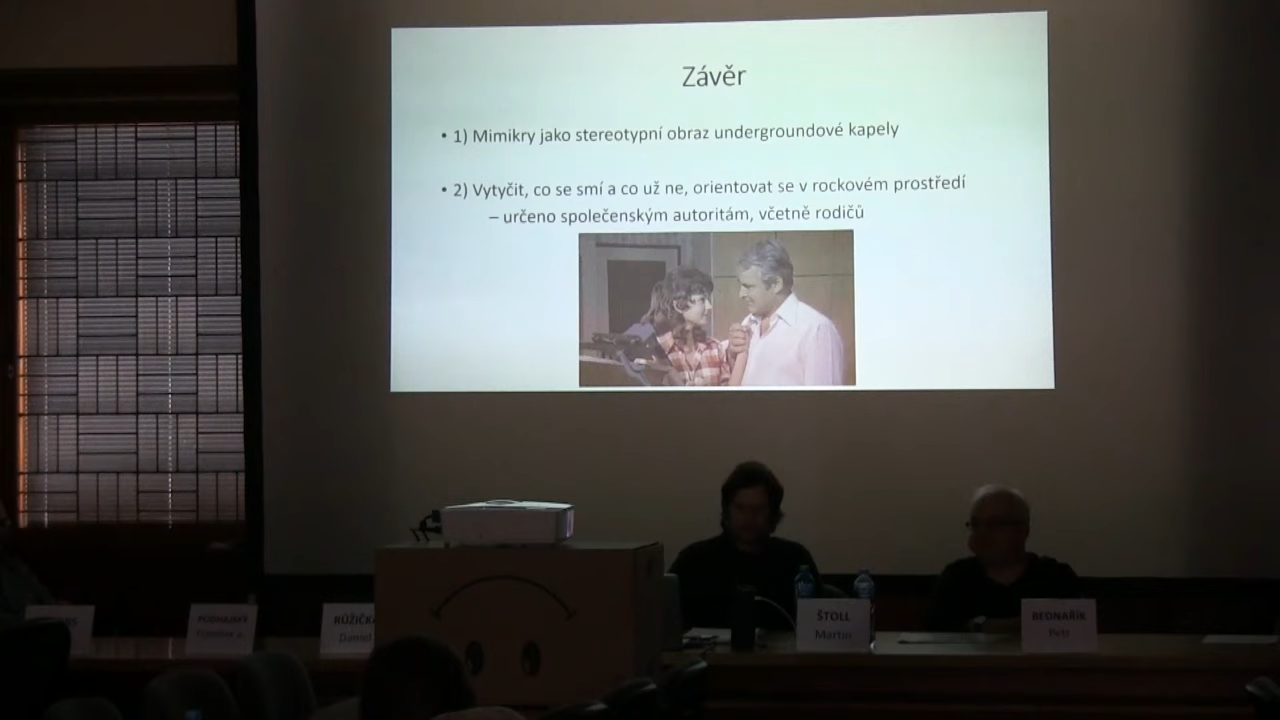 Závěr
• 1) Mimikry jako stereotypní obraz undergroundové kapely
• 2) Vytyčit, co se smí a co už ne, orientovat se v rockovém prostředí
– určeno společenským autoritám, včetně rodičů
PODHAJSKÝ
RŮŽIČK
Daniel
ŠTOLL
Martin
BEDNAŘÍK
Petr